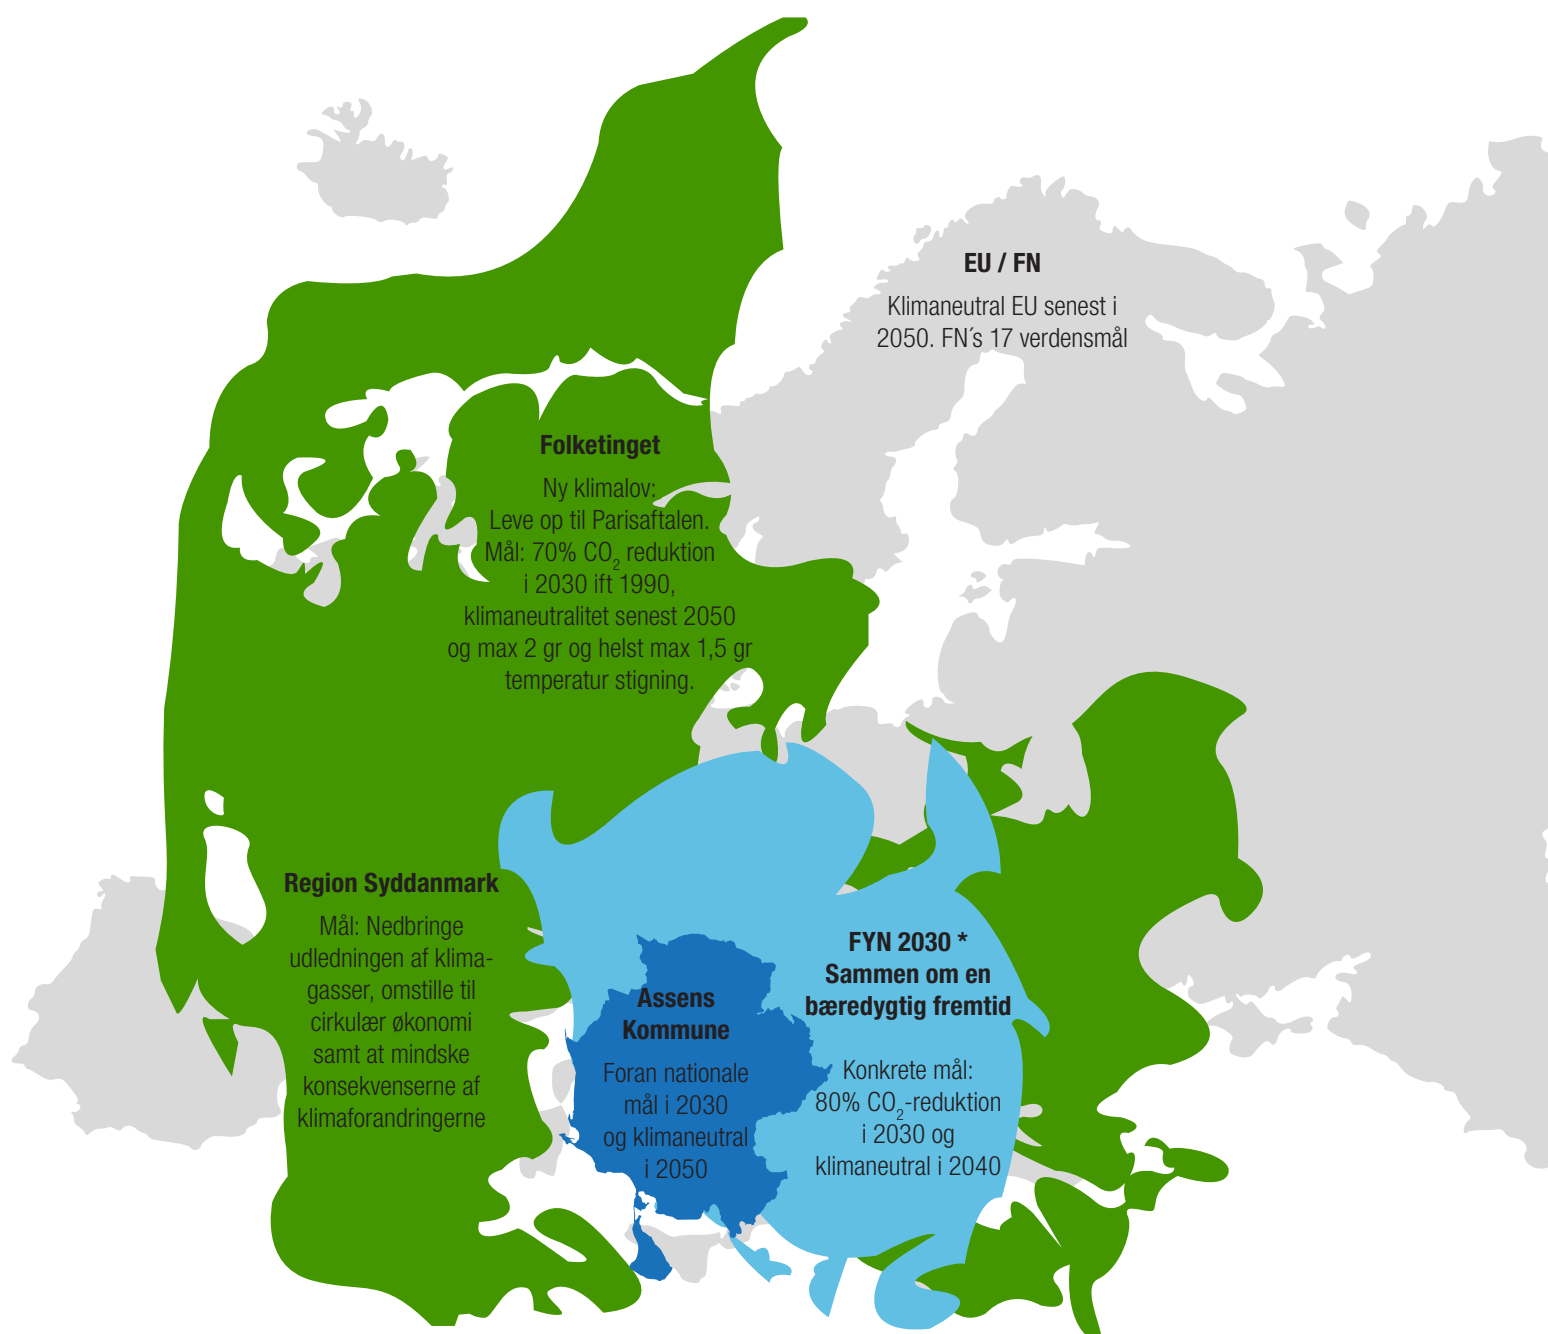 EU / FN
Klimaneutral EU senest i
2050. FN´s 17 verdensmål
Folketinget
Ny klimalov:
Leve op til Parisaftalen.
Mål: 70% CO₂ reduktion
i 2030 ift 1990,
klimaneutralitet senest 2050
og max 2 gr og helst max 1,5 gr
temperatur stigning.
Region Syddanmark
Mål: Nedbringe
udledningen af klima-
gasser, omstille til
cirkulær økonomi
samt at mindske
konsekvenserne af
klimaforandringerne
Assens
Kommune
Foran nationale
mål i 2030
og klimaneutral
i 2050
FYN 2030 *
Sammen om en
bæredygtig fremtid
Konkrete mål:
80% CO₂-reduktion
i 2030 og
klimaneutral i 2040